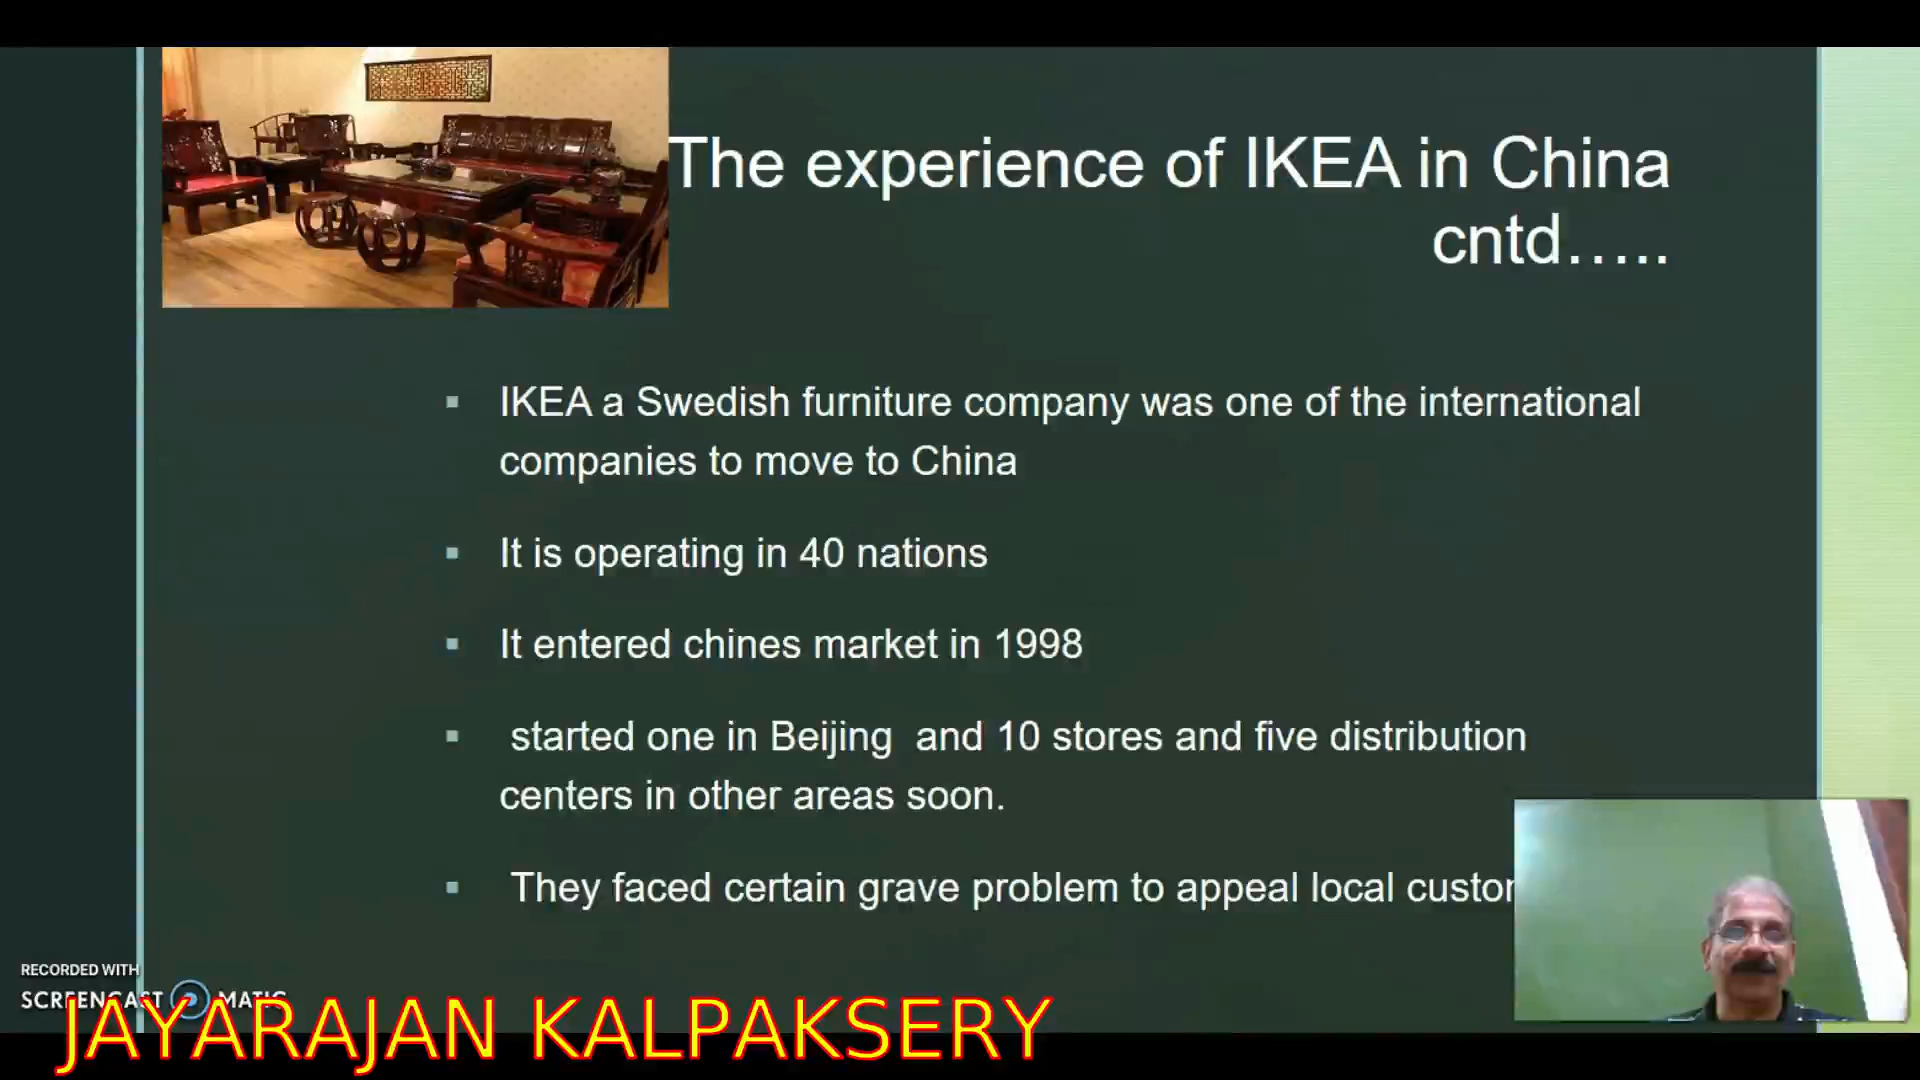 The experience of IKEA in China
cntd…..
▪ IKEA a Swedish furniture company was one of the international
companies to move to China
▪ It is operating in 40 nations
▪ It entered chines market in 1998
▪ started one in Beijing and 10 stores and five distribution
centers in other areas soon.
▪ They faced certain grave problem to appeal local
RECORDED WITH
SCREENCAST MATIC
JAYARAJAN KALPAKSERY